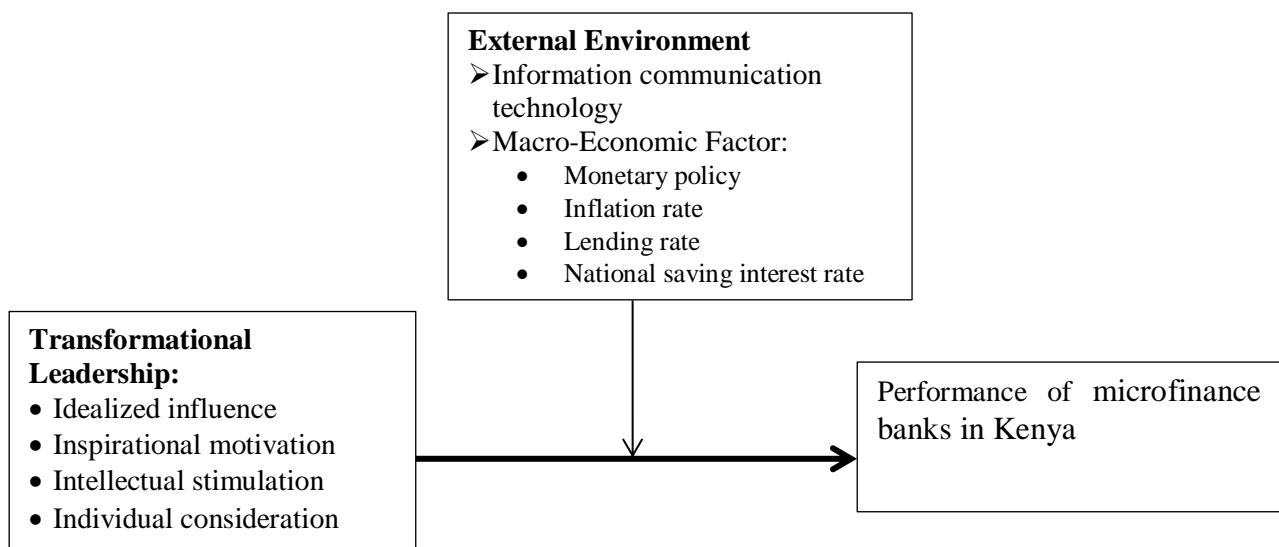 External Environment
➢Information communication
technology
➢Macro-Economic Factor:
• Monetary policy
• Inflation rate
• Lending rate
• National saving interest rate
Transformational
Leadership:
• Idealized influence
• Inspirational motivation
• Intellectual stimulation
• Individual consideration
Performance of microfinance
banks in Kenya